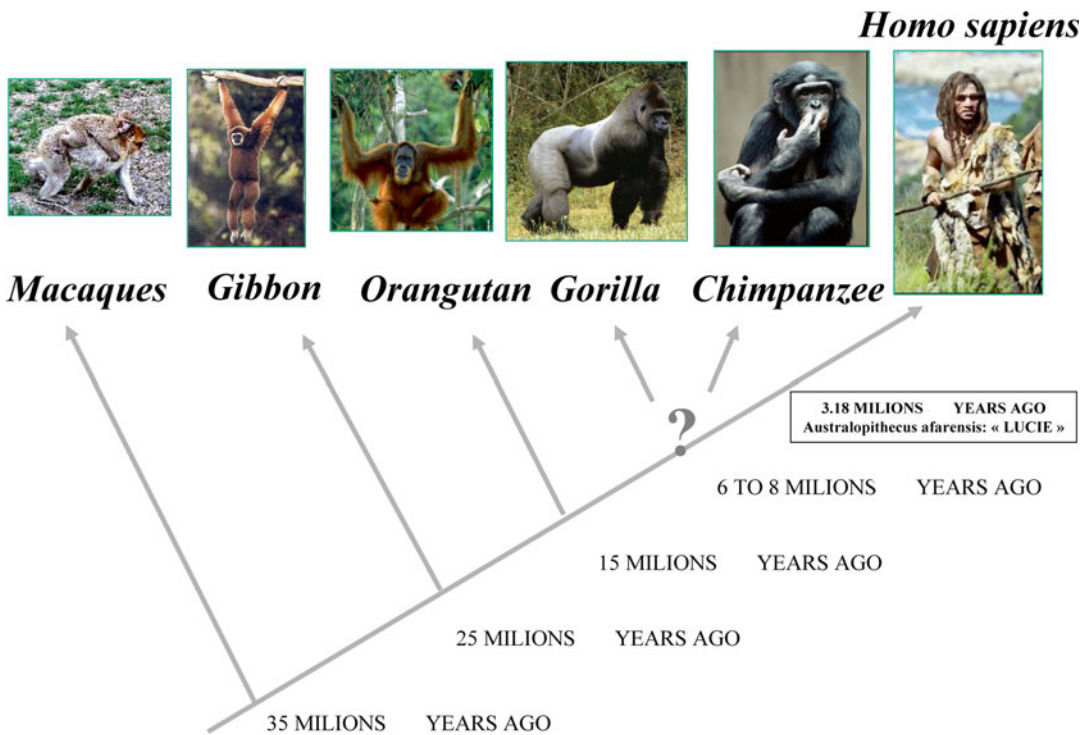 Homo sapiens
Macaques
Gibbon
Orangutan
Gorilla
Chimpanzee
?
3.18 MILIONS YEARS AGO
Australopithecus afarensis: « LUCIE »
6 TO 8 MILIONS YEARS AGO
15 MILIONS YEARS AGO
25 MILIONS YEARS AGO
35 MILIONS YEARS AGO